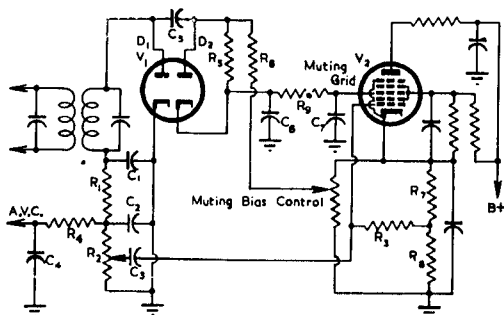 C₅
D₁ D₂
V₁
R₅
R₆
Muting Grid
V₂
R₉
C₆
C₇
C₁
R₁
C₂
A.V.C.
R₄
R₂
C₃
C₄
Muting Bias Control
R₃
R₇
R₈
B+